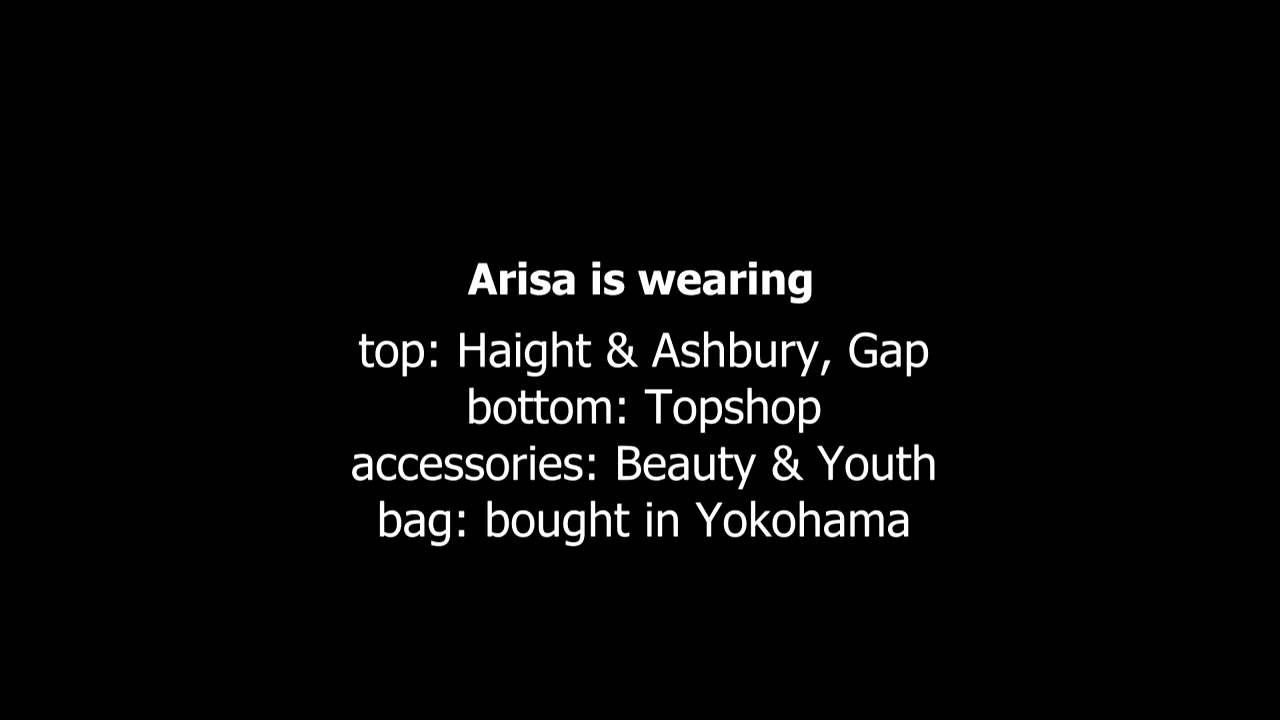 Arisa is wearing
top: Haight & Ashbury, Gap
bottom: Topshop
accessories: Beauty & Youth
bag: bought in Yokohama